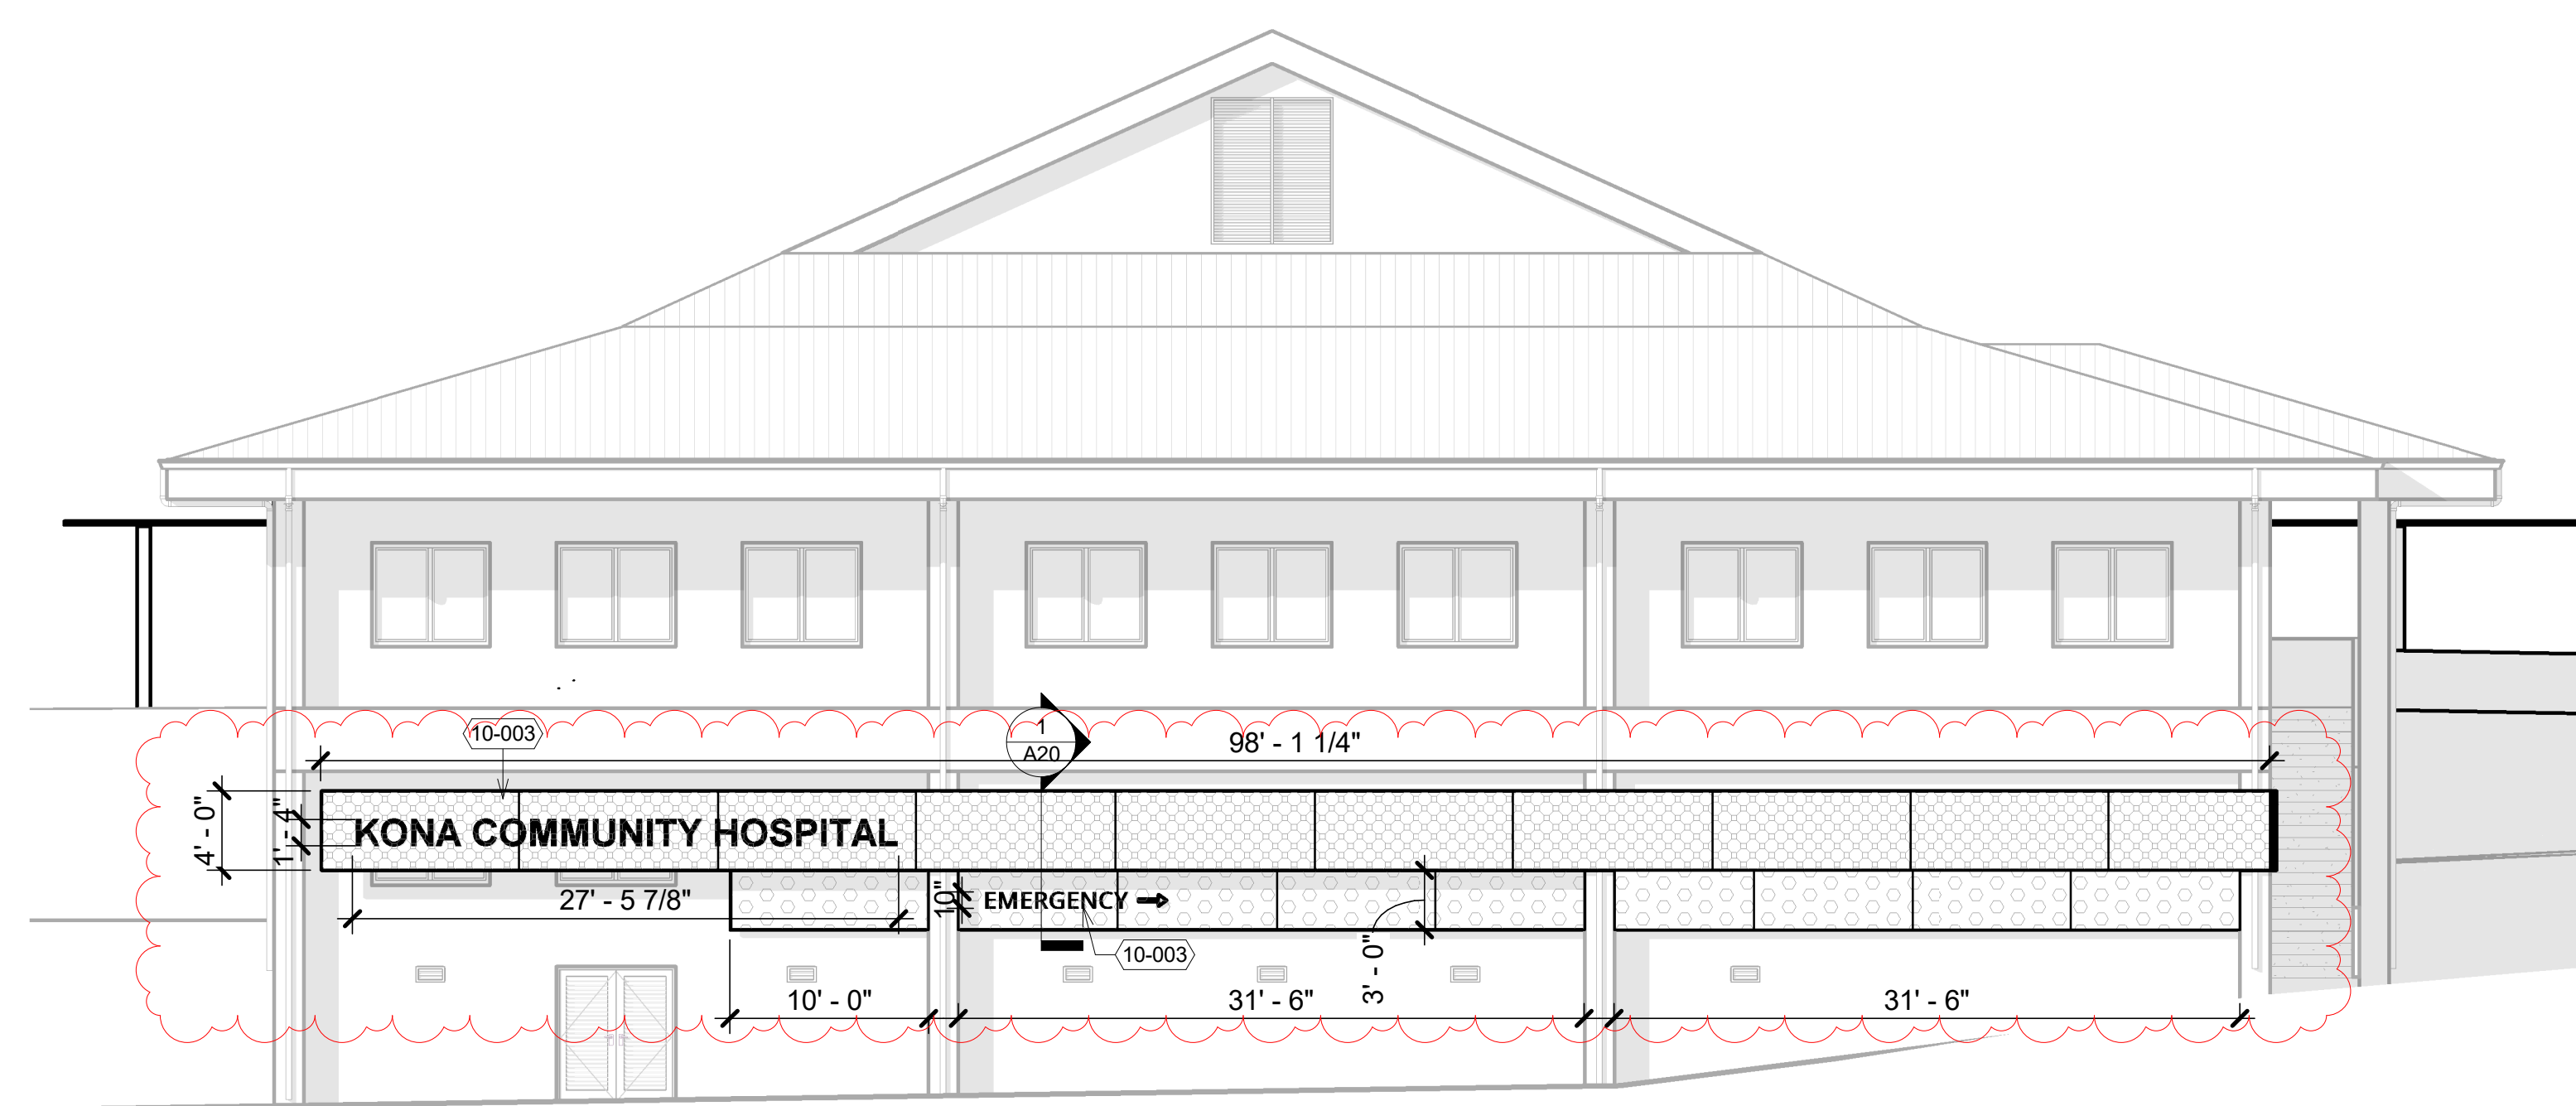 10-003
1
A20
98' - 1 1/4"
4' - 0"
1' - 4"
KONA COMMUNITY HOSPITAL
27' - 5 7/8"
10"
EMERGENCY
10-003
3' - 0"
10' - 0"
31' - 6"
31' - 6"